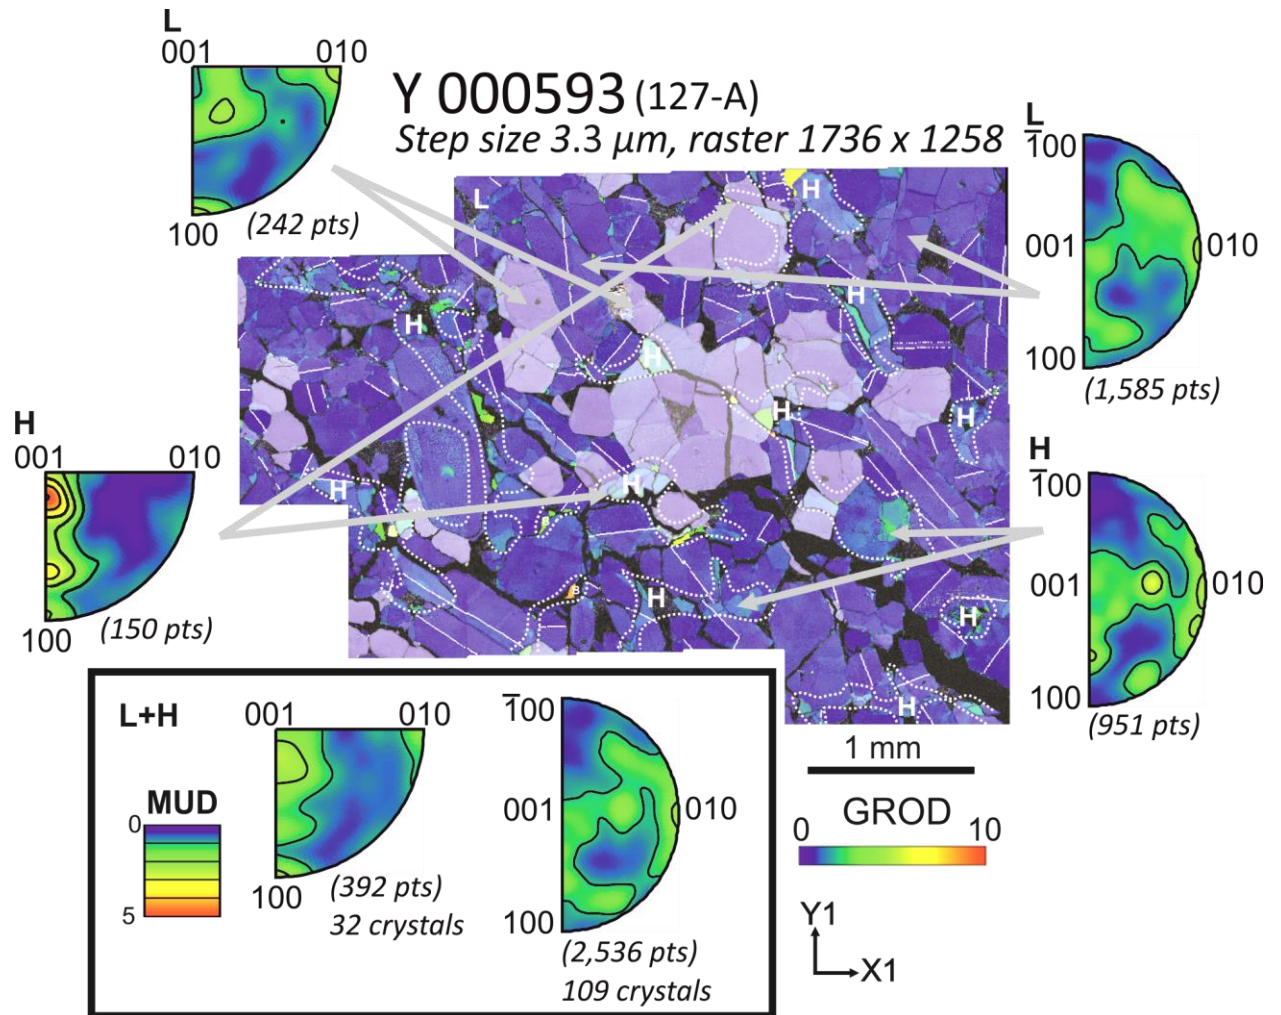 L
001 010
100
(242 pts)
Y 000593 (127-A)
Step size 3.3 µm, raster 1736 x 1258
L
1̅00
001
010
100
(1,585 pts)
L
H
H
H
H
H
H
H
H
H
H
H
B
H
001 010
100
(150 pts)
H
1̅00
001
010
100
(951 pts)
L+H
MUD
0
5
001 010
100
(392 pts)
32 crystals
1̅00
001
010
100
(2,536 pts)
109 crystals
1 mm
GROD
0 10
Y1
X1